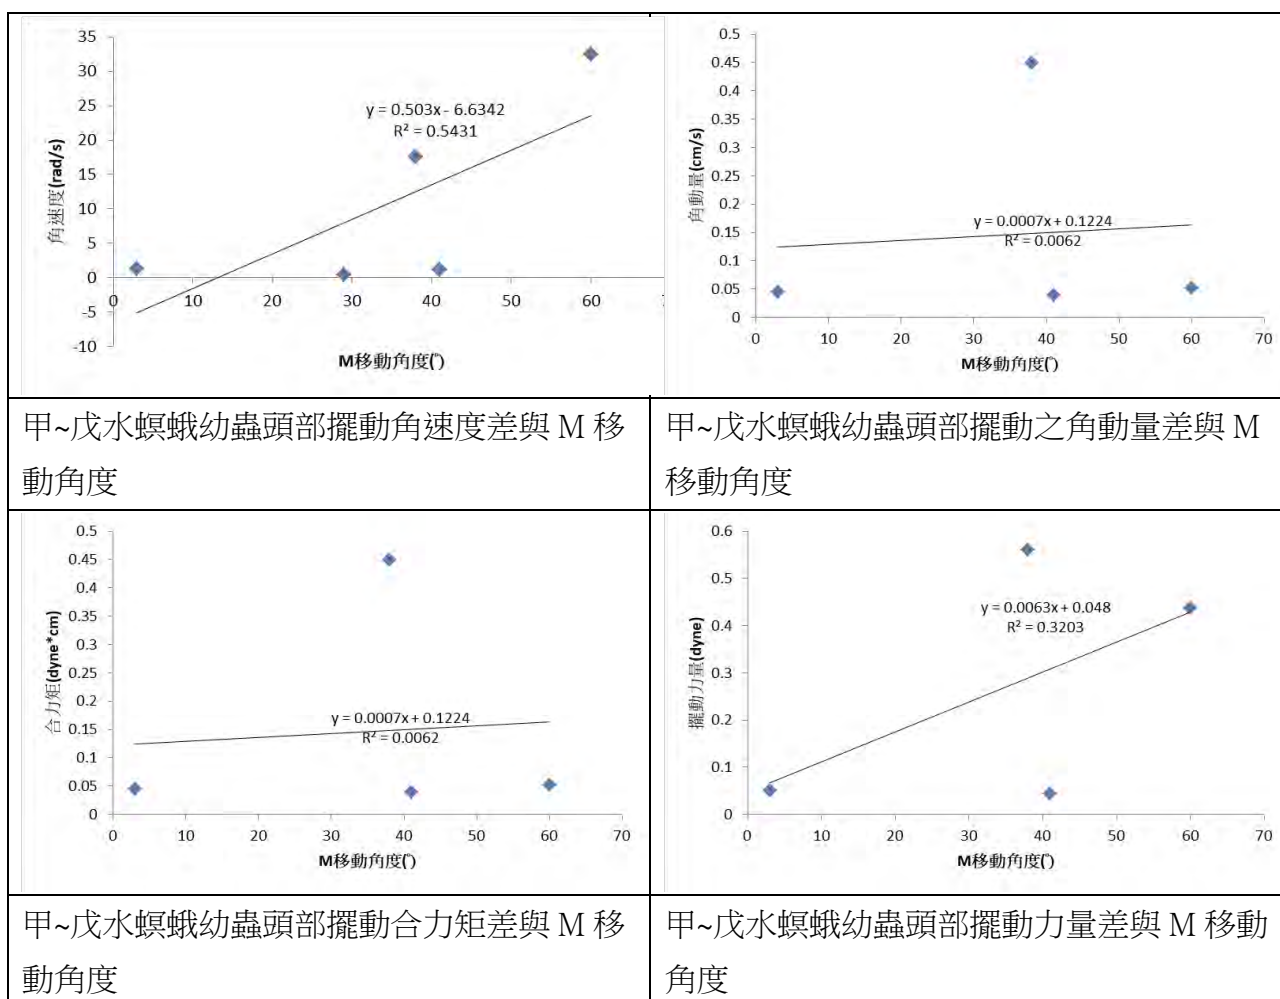 35
30
25
20
15
10
5
0
-5
-10
0
10
20
30
40
50
60
y = 0.503x - 6.6342
R² = 0.5431
角速度(rad/s)
M移動角度(°)
0.5
0.45
0.4
0.35
0.3
0.25
0.2
0.15
0.1
0.05
0
0
10
20
30
40
50
60
70
y = 0.0007x + 0.1224
R² = 0.0062
角動量(cm/s)
M移動角度(°)
甲~戊水螟蛾幼蟲頭部擺動角速度差與 M 移
動角度
甲~戊水螟蛾幼蟲頭部擺動之角動量差與 M
移動角度
0.5
0.45
0.4
0.35
0.3
0.25
0.2
0.15
0.1
0.05
0
0
10
20
30
40
50
60
70
y = 0.0007x + 0.1224
R² = 0.0062
合力矩(dyne*cm)
M移動角度(°)
0.6
0.5
0.4
0.3
0.2
0.1
0
0
10
20
30
40
50
60
70
y = 0.0063x + 0.048
R² = 0.3203
擺動力量(dyne)
M移動角度(°)
甲~戊水螟蛾幼蟲頭部擺動合力矩差與 M 移
動角度
甲~戊水螟蛾幼蟲頭部擺動力量差與 M 移動
角度